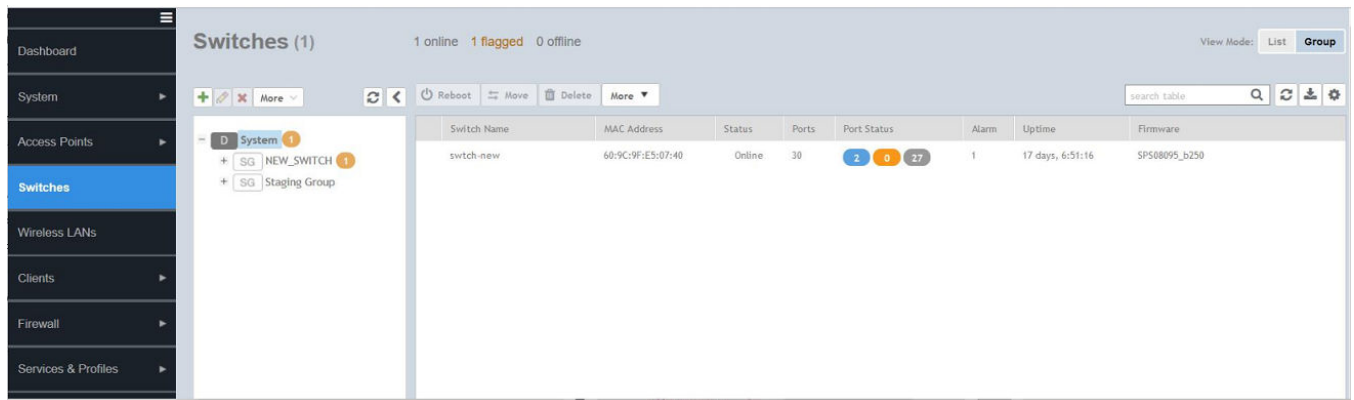 Dashboard
System
Access Points
Switches
Wireless LANs
Clients
Firewall
Services & Profiles
Switches (1)
1 online 1 flagged 0 offline
View Mode: List Group
More
D System 1
SG NEW_SWITCH 1
SG Staging Group
Reboot Move Delete More
search table
Switch Name MAC Address Status Ports Port Status Alarm Uptime Firmware
swtch-new 60:9C:9F:E5:07:40 Online 30 2 0 27 1 17 days, 6:51:16 SPS08095_b250